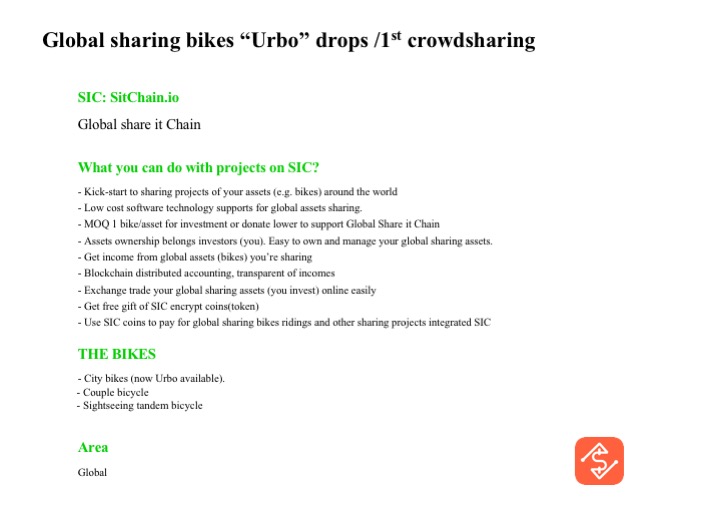 Global sharing bikes “Urbo” drops /1st crowdsharing
SIC: SitChain.io
Global share it Chain
What you can do with projects on SIC?
- Kick-start to sharing projects of your assets (e.g. bikes) around the world
- Low cost software technology supports for global assets sharing.
- MOQ 1 bike/asset for investment or donate lower to support Global Share it Chain
- Assets ownership belongs investors (you). Easy to own and manage your global sharing assets.
- Get income from global assets (bikes) you’re sharing
- Blockchain distributed accounting, transparent of incomes
- Exchange trade your global sharing assets (you invest) online easily
- Get free gift of SIC encrypt coins(token)
- Use SIC coins to pay for global sharing bikes ridings and other sharing projects integrated SIC
THE BIKES
- City bikes (now Urbo available).
- Couple bicycle
- Sightseeing tandem bicycle
Area
Global